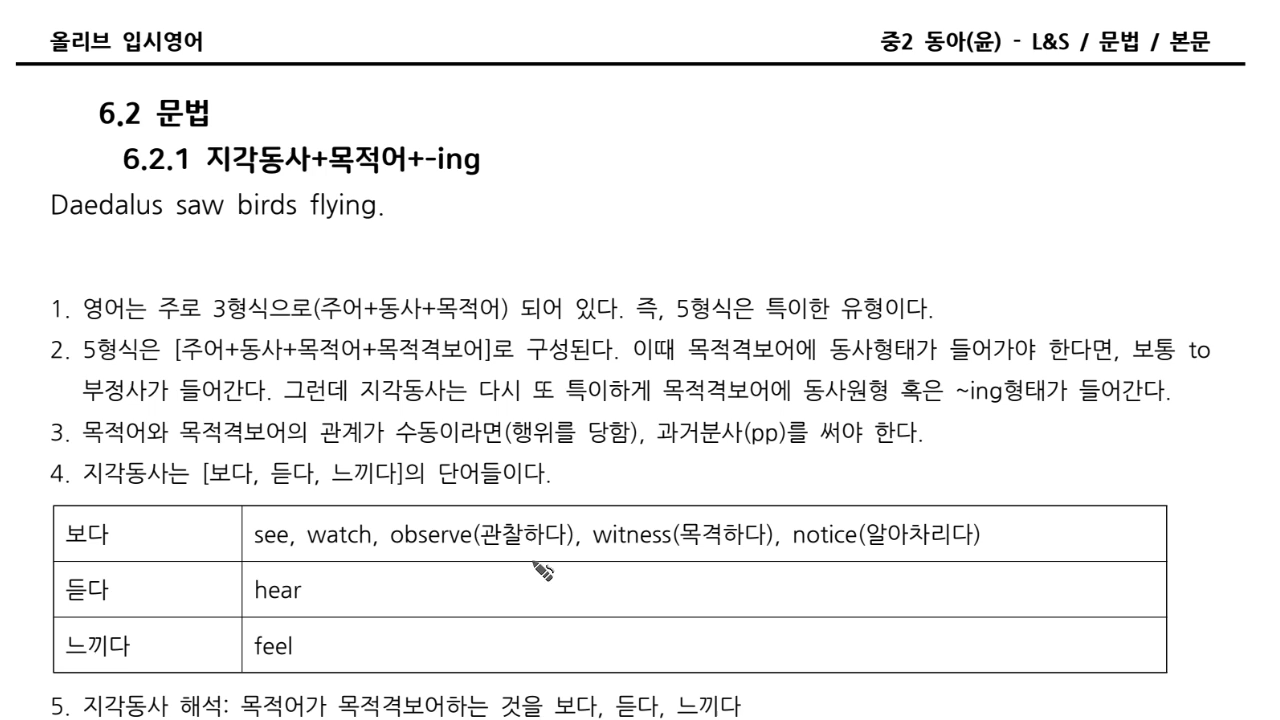 올리브 입시영어
중2 동아(윤) - L&S / 문법 / 본문
6.2 문법
6.2.1 지각동사+목적어+-ing
Daedalus saw birds flying.
1. 영어는 주로 3형식으로(주어+동사+목적어) 되어 있다. 즉, 5형식은 특이한 유형이다.
2. 5형식은 [주어+동사+목적어+목적격보어]로 구성된다. 이때 목적격보어에 동사형태가 들어가야 한다면, 보통 to
부정사가 들어간다. 그런데 지각동사는 다시 또 특이하게 목적격보어에 동사원형 혹은 ~ing형태가 들어간다.
3. 목적어와 목적격보어의 관계가 수동이라면(행위를 당함), 과거분사(pp)를 써야 한다.
4. 지각동사는 [보다, 듣다, 느끼다]의 단어들이다.
보다 see, watch, observe(관찰하다), witness(목격하다), notice(알아차리다)
듣다 hear
느끼다 feel
5. 지각동사 해석: 목적어가 목적격보어하는 것을 보다, 듣다, 느끼다